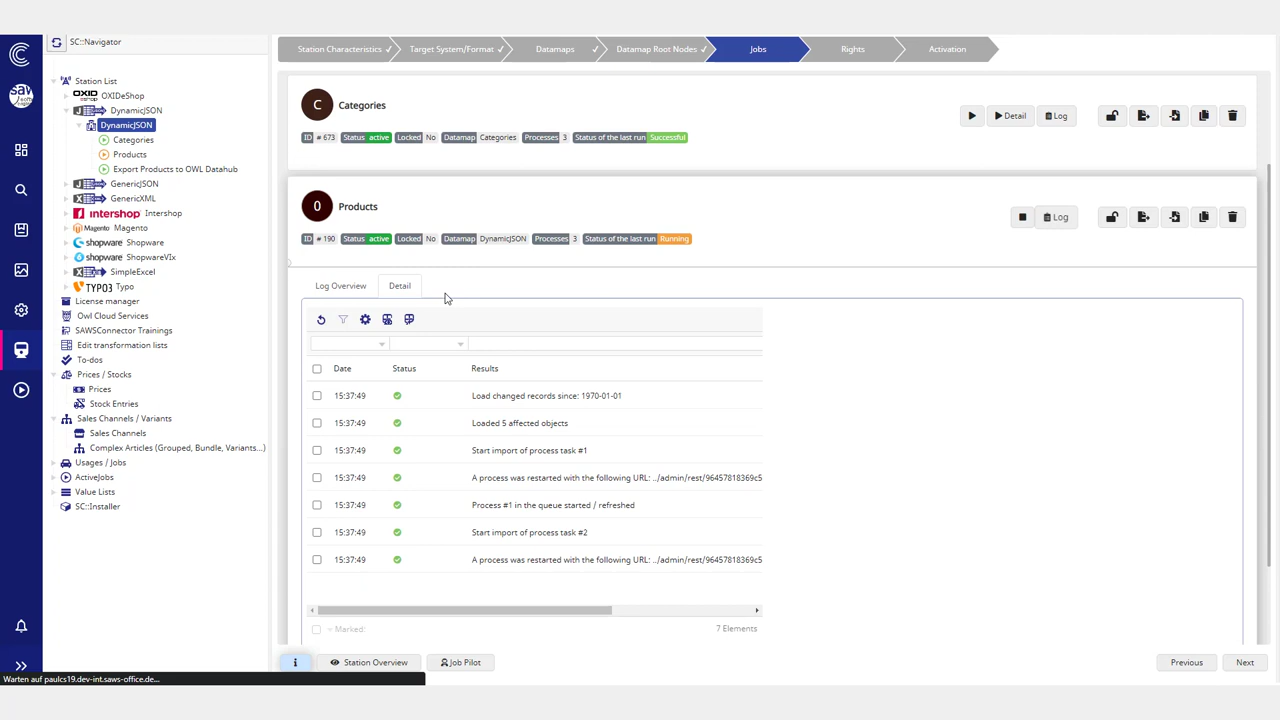 SC::Navigator
Station List
OXID eShop OXIDeShop
DynamicJSON
DynamicJSON
Categories
Products
Export Products to OWL Datahub
GenericJSON
GenericXML
intershop Intershop
Magento Magento
shopware Shopware
shopware ShopwareVIx
SimpleExcel
TYPO3 Typo
License manager
Owl Cloud Services
SAWSConnector Trainings
Edit transformation lists
To-dos
Prices / Stocks
Prices
Stock Entries
Sales Channels / Variants
Sales Channels
Complex Articles (Grouped, Bundle, Variants...)
Usages / Jobs
ActiveJobs
Value Lists
SC::Installer
Station Characteristics
Target System/Format
Datamaps
Datamap Root Nodes
Jobs
Rights
Activation
C Categories
Detail
Log
ID # 673 Status active Locked No Datamap Categories Processes 3 Status of the last run Successful
0 Products
Log
ID # 190 Status active Locked No Datamap DynamicJSON Processes 3 Status of the last run Running
Log Overview
Detail
Date Status Results
15:37:49 Load changed records since: 1970-01-01
15:37:49 Loaded 5 affected objects
15:37:49 Start import of process task #1
15:37:49 A process was restarted with the following URL: ../admin/rest/96457818369c5
15:37:49 Process #1 in the queue started / refreshed
15:37:49 Start import of process task #2
15:37:49 A process was restarted with the following URL: ../admin/rest/96457818369c5
Marked:
7 Elements
i
Station Overview
Job Pilot
Previous
Next
Warten auf paulcs19.dev-int.saws-office.de...